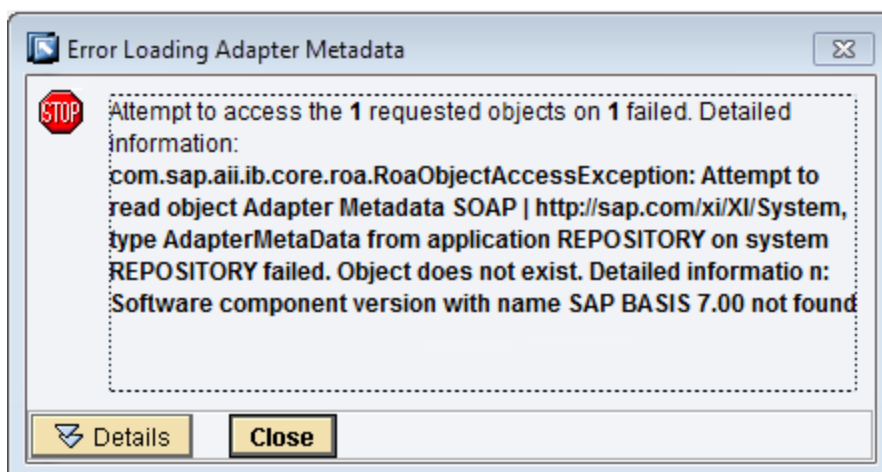 Error Loading Adapter Metadata
STOP
Attempt to access the 1 requested objects on 1 failed. Detailed
information:
com.sap.aii.ib.core.roa.RoaObjectAccessException: Attempt to
read object Adapter Metadata SOAP | http://sap.com/xi/XI/System,
type AdapterMetaData from application REPOSITORY on system
REPOSITORY failed. Object does not exist. Detailed informatio n:
Software component version with name SAP BASIS 7.00 not found
Details
Close